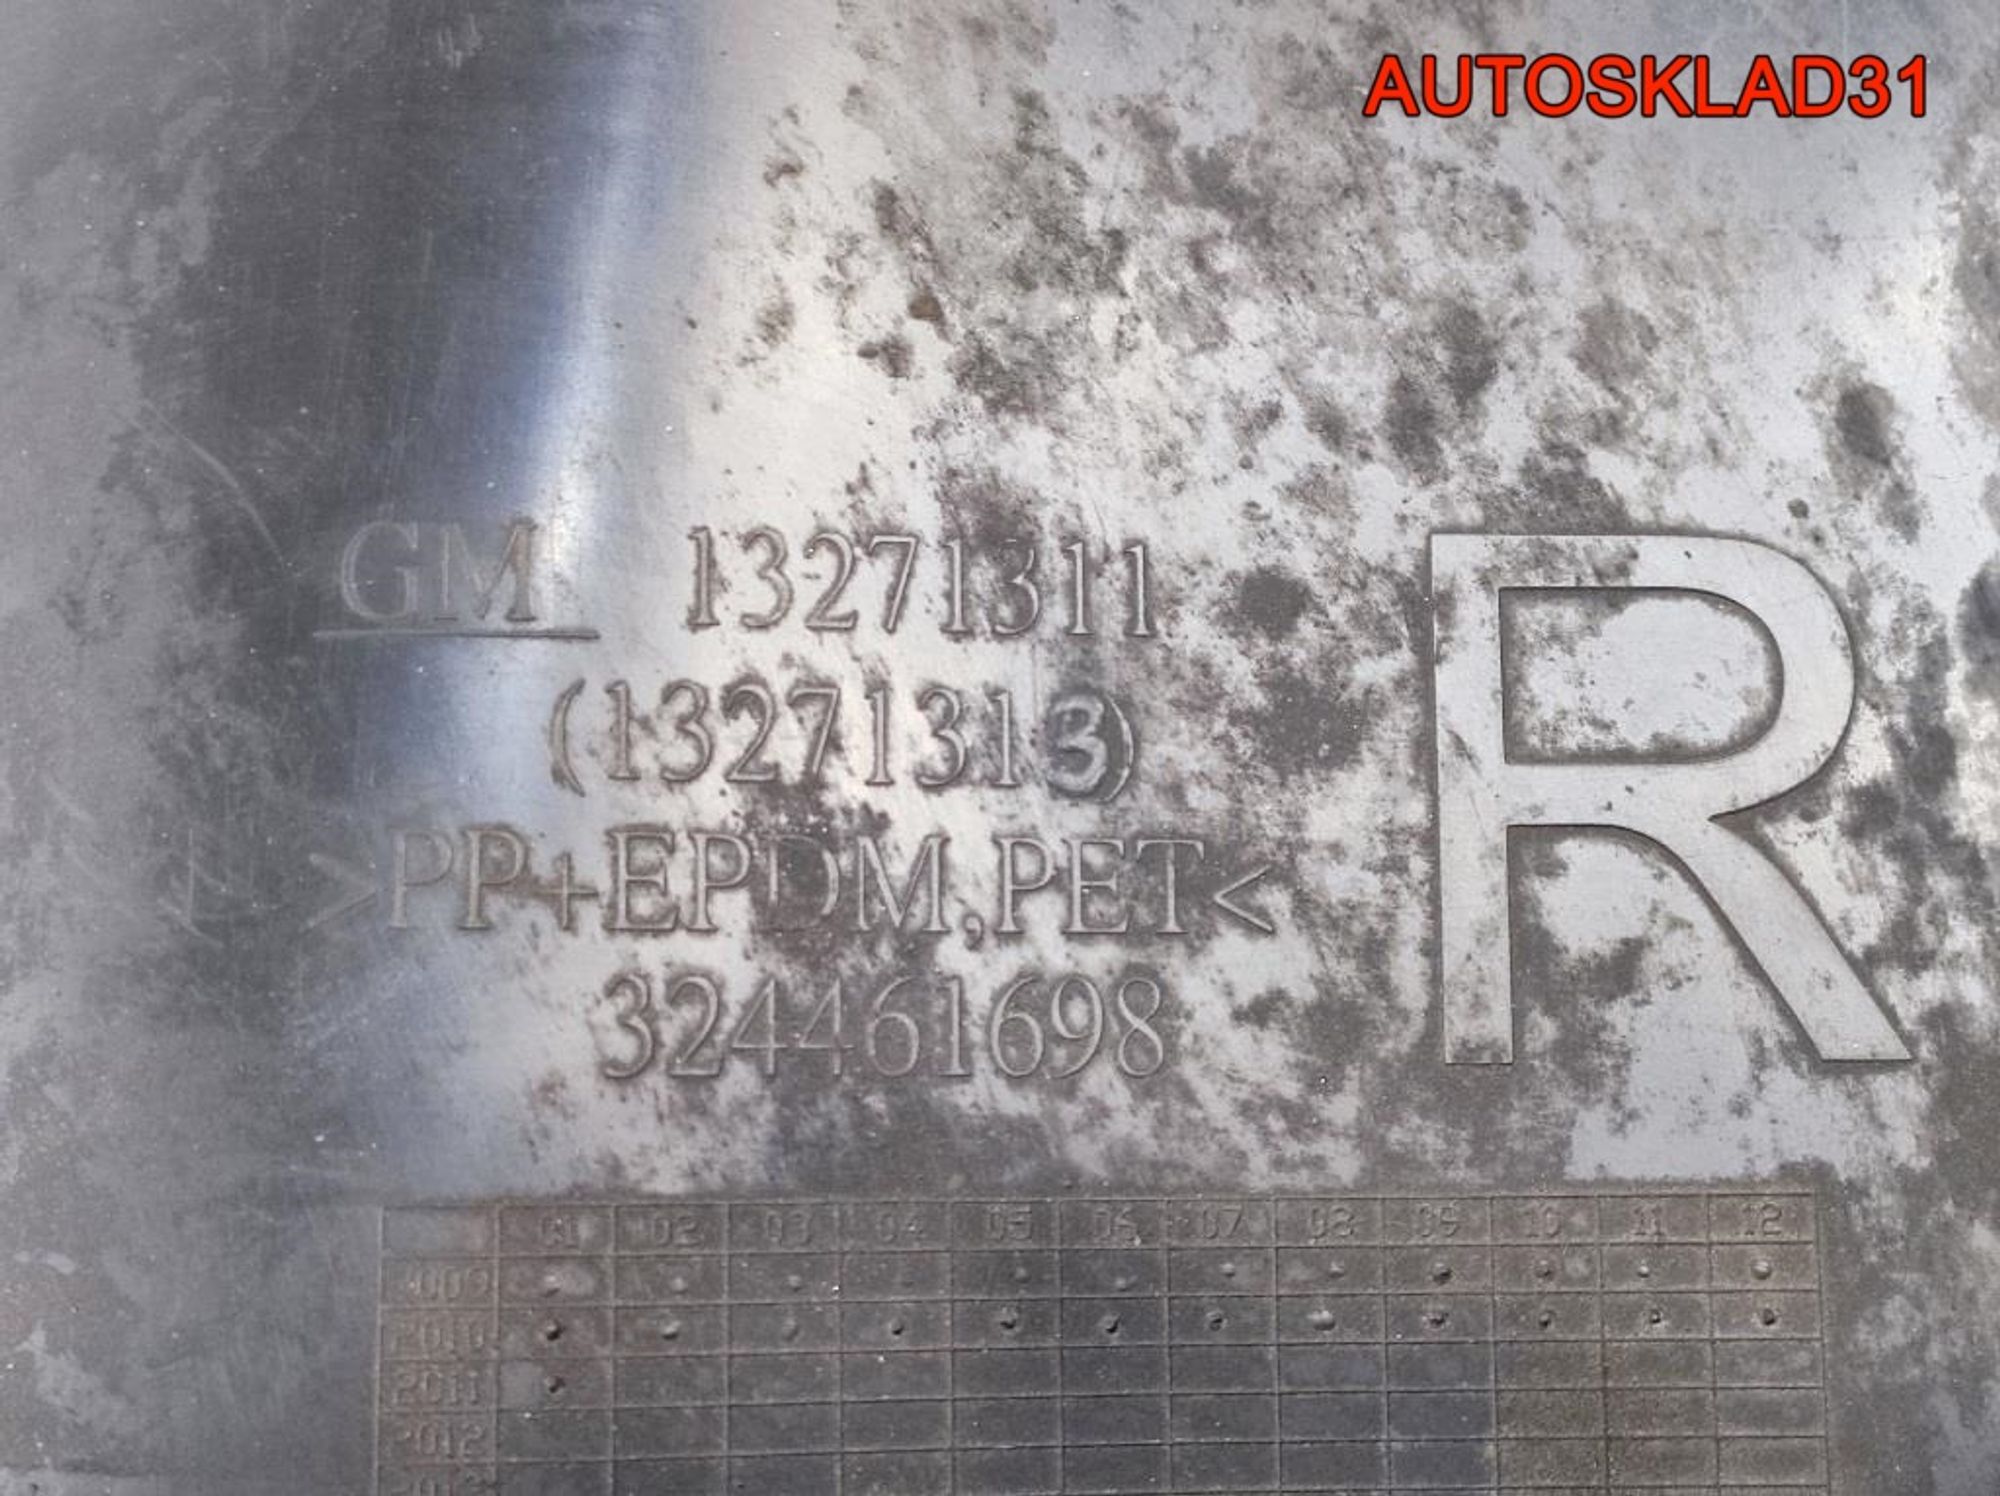 AUTOSKLAD31
GM 13271311
(13271313)
>PP+EPDM,PET<
324461698
R
01 02 03 04 05 06 07 08 09 10 11 12
2009
2010
2011
2012